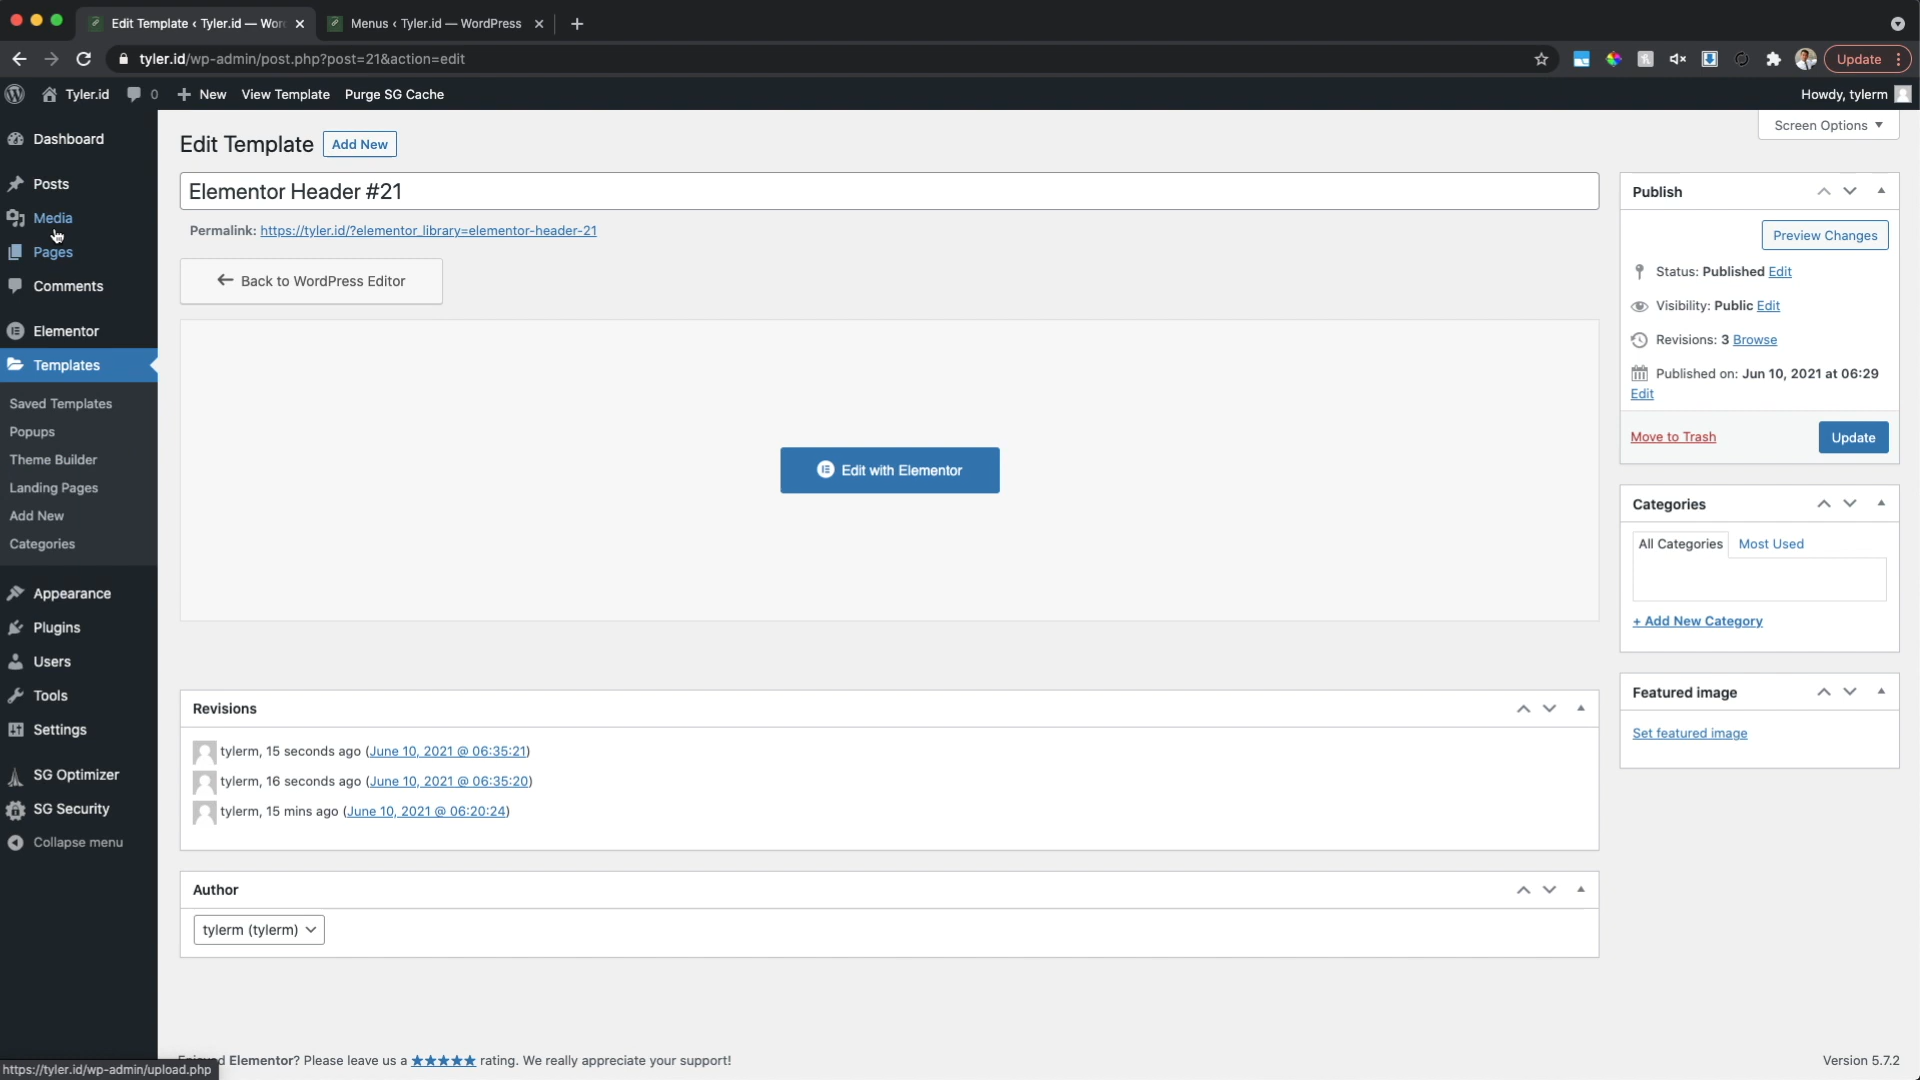 Edit Template ‹ Tyler.id — Wor
Menus ‹ Tyler.id — WordPress
tyler.id/wp-admin/post.php?post=21&action=edit
Update
Tyler.id
0
New
View Template
Purge SG Cache
Howdy, tylerm
Dashboard
Posts
Media
Pages
Comments
Elementor
Templates
Saved Templates
Popups
Theme Builder
Landing Pages
Add New
Categories
Appearance
Plugins
Users
Tools
Settings
SG Optimizer
SG Security
Collapse menu
Screen Options
Edit Template
Add New
Elementor Header #21
Permalink: https://tyler.id/?elementor_library=elementor-header-21
Back to WordPress Editor
Edit with Elementor
Revisions
tylerm, 15 seconds ago (June 10, 2021 @ 06:35:21)
tylerm, 16 seconds ago (June 10, 2021 @ 06:35:20)
tylerm, 15 mins ago (June 10, 2021 @ 06:20:24)
Author
tylerm (tylerm)
Publish
Preview Changes
Status: Published Edit
Visibility: Public Edit
Revisions: 3 Browse
Published on: Jun 10, 2021 at 06:29
Edit
Move to Trash
Update
Categories
All Categories
Most Used
+ Add New Category
Featured image
Set featured image
Elementor? Please leave us a ★★★★★ rating. We really appreciate your support!
Version 5.7.2
https://tyler.id/wp-admin/upload.php